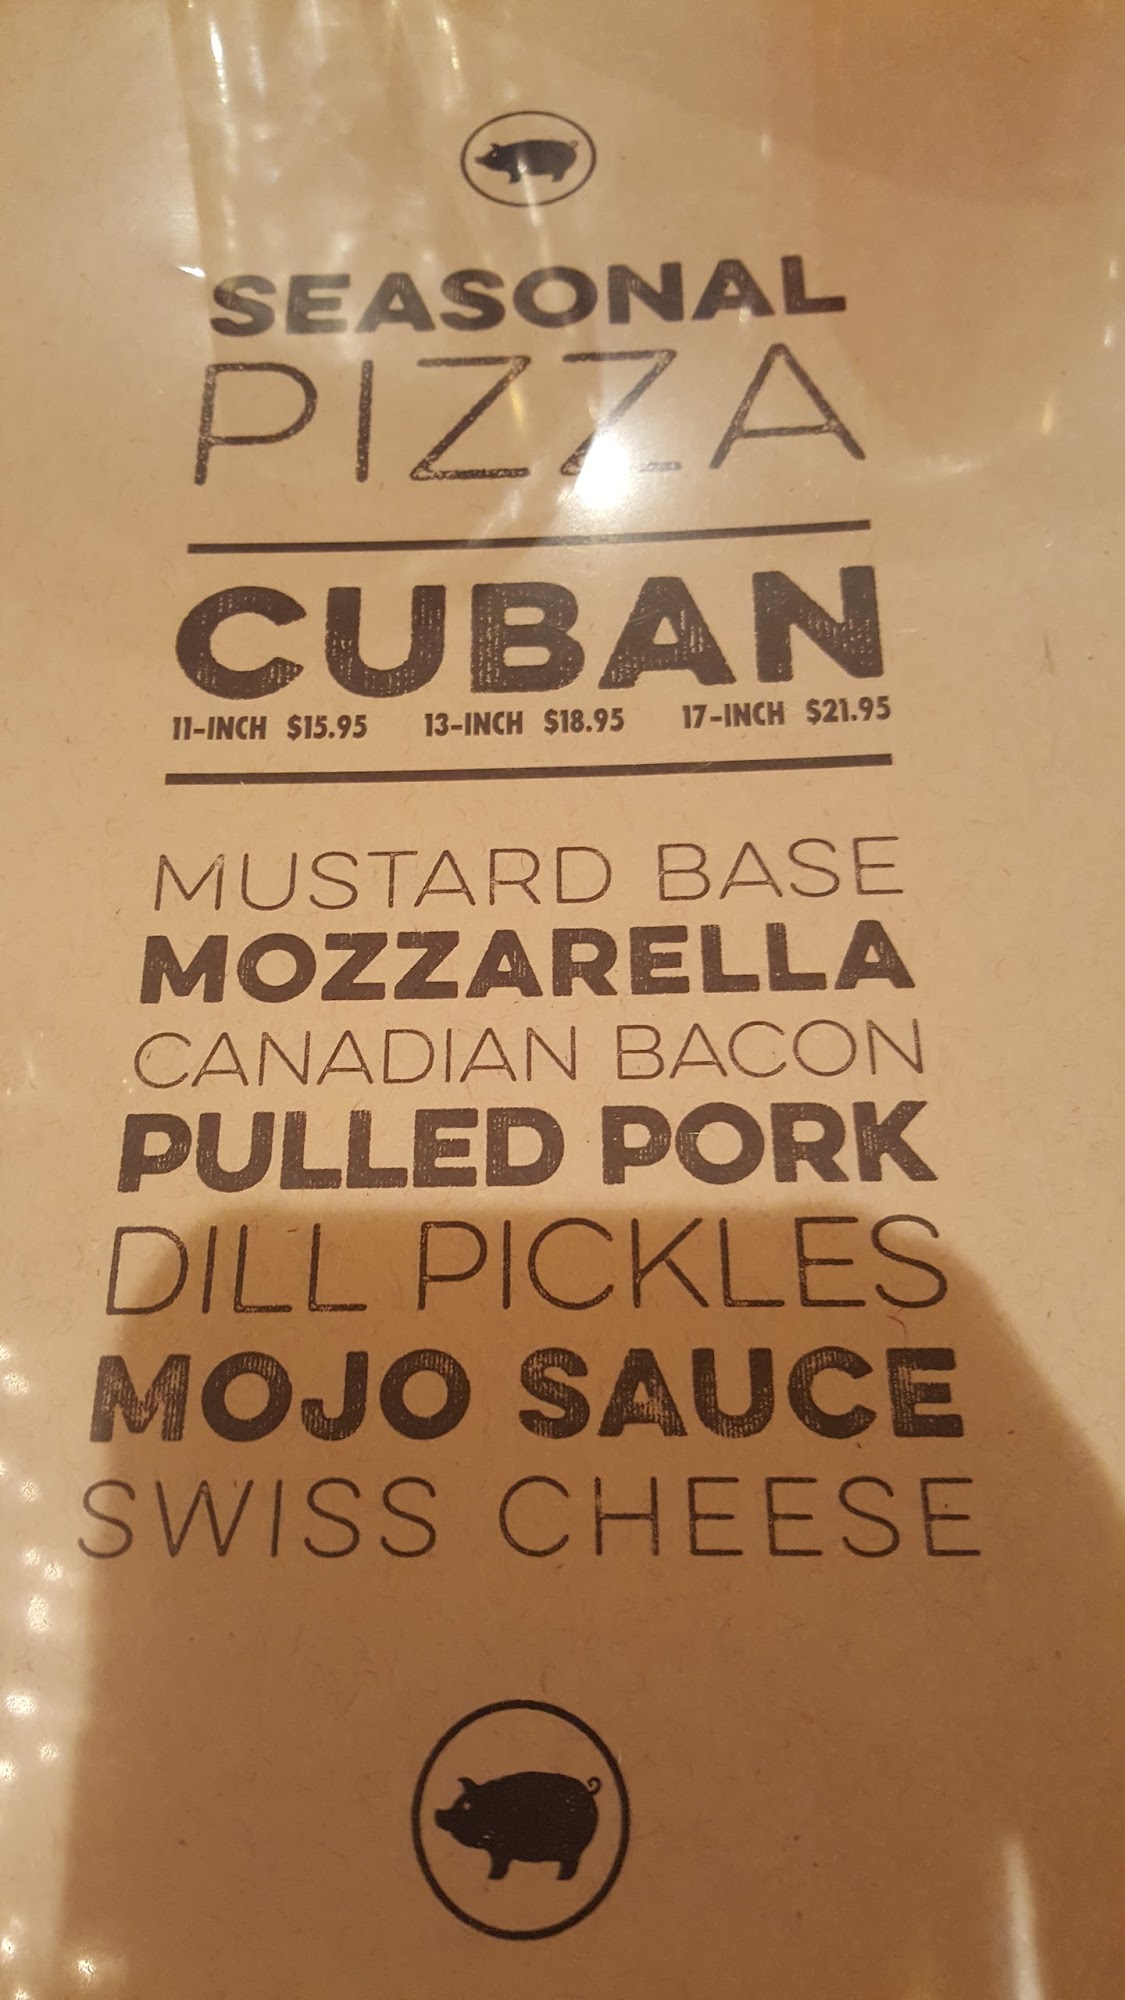 SEASONAL
PIZZA
CUBAN
11-INCH $15.95 13-INCH $18.95 17-INCH $21.95
MUSTARD BASE
MOZZARELLA
CANADIAN BACON
PULLED PORK
DILL PICKLES
MOJO SAUCE
SWISS CHEESE